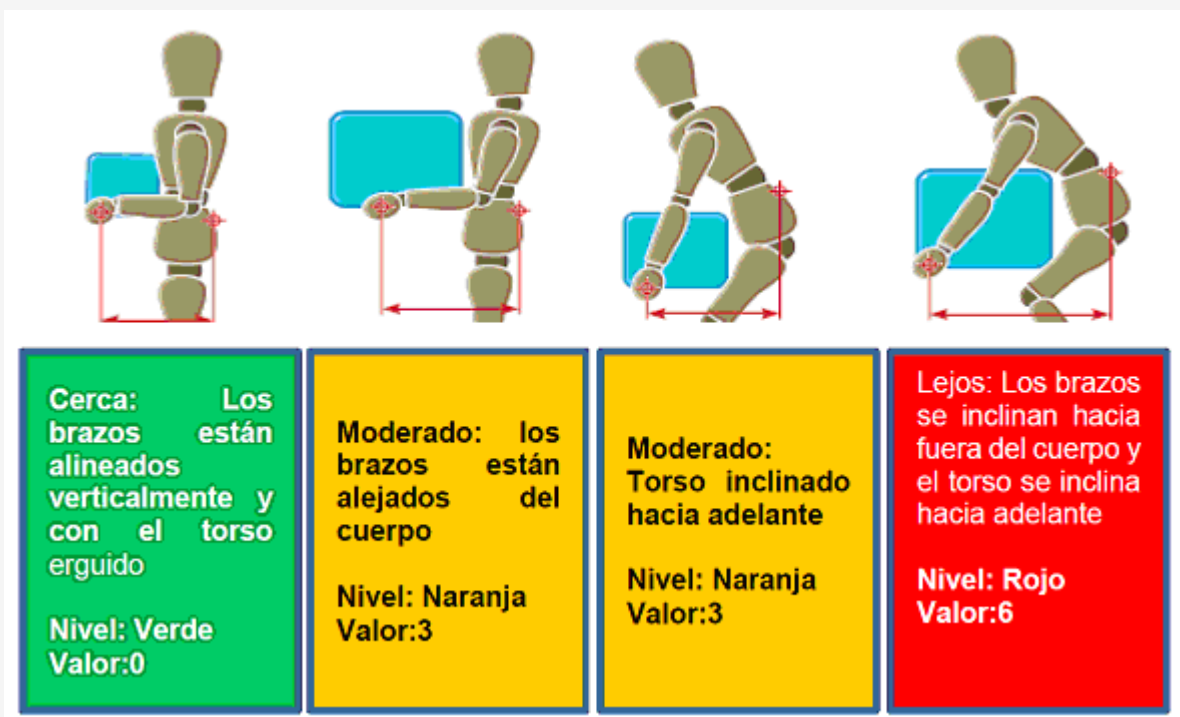 Cerca: Los
brazos están
alineados
verticalmente y
con el torso
erguido
Nivel: Verde
Valor:0
Moderado: los
brazos están
alejados del
cuerpo
Nivel: Naranja
Valor:3
Moderado:
Torso inclinado
hacia adelante
Nivel: Naranja
Valor:3
Lejos: Los brazos
se inclinan hacia
fuera del cuerpo y
el torso se inclina
hacia adelante
Nivel: Rojo
Valor:6